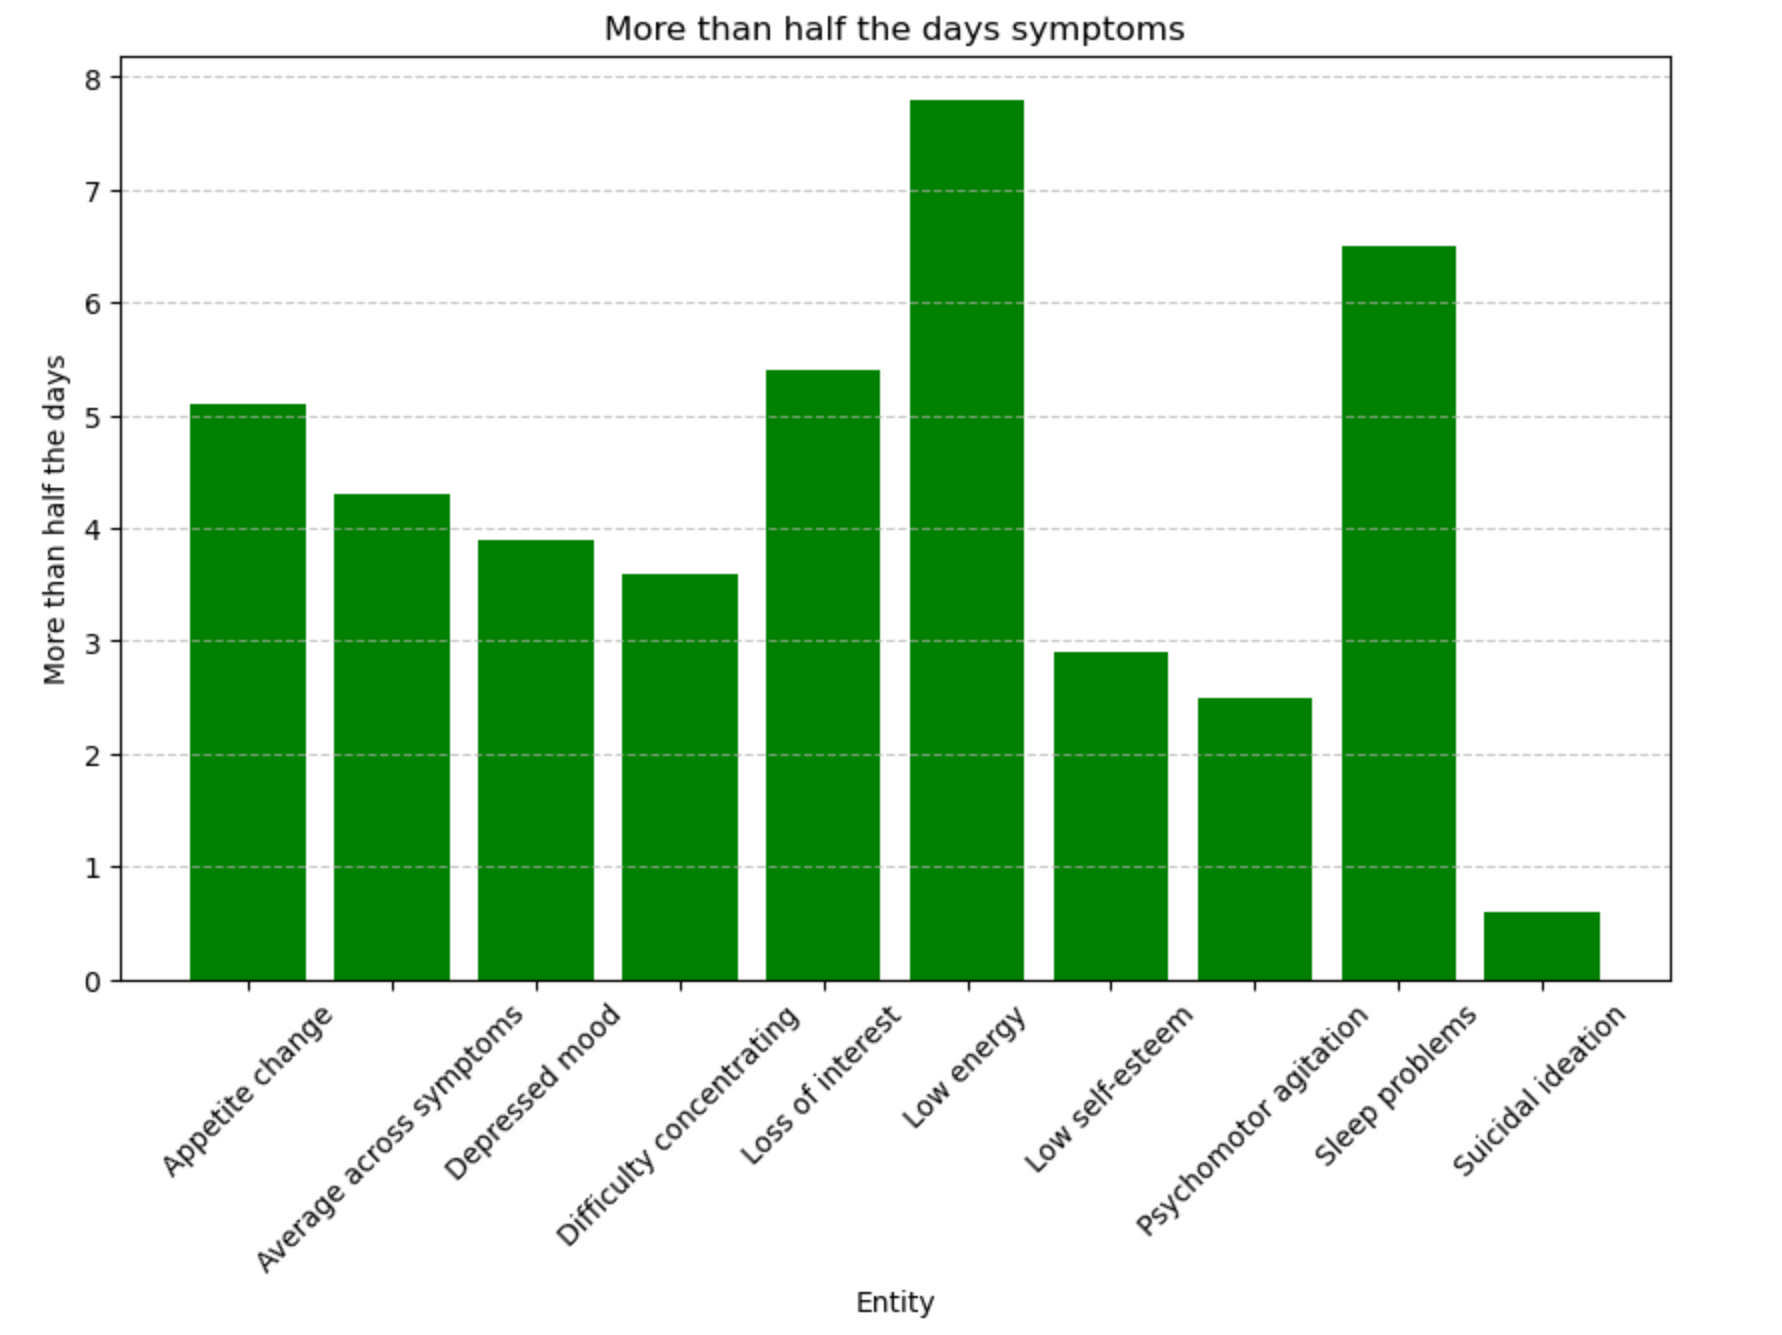 More than half the days symptoms
More than half the days
8
7
6
5
4
3
2
1
0
Appetite change
Average across symptoms
Depressed mood
Difficulty concentrating
Loss of interest
Low energy
Low self-esteem
Psychomotor agitation
Sleep problems
Suicidal ideation
Entity